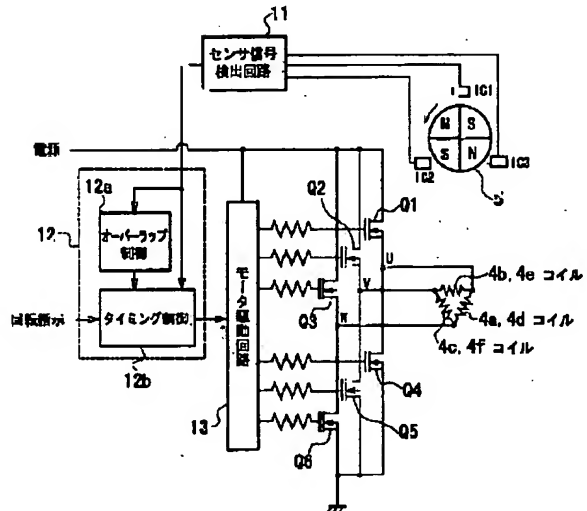 11
センサ信号
検出回路
IC1
N
S
S
N
IC2
IC3
5
電源
12a
12
オーバーラップ
制御
回転指示
タイミング制御
12b
モータ駆動回路
13
Q2
Q1
Q3
U
V
W
4b, 4e コイル
4a, 4d コイル
4c, 4f コイル
Q4
Q5
Q6